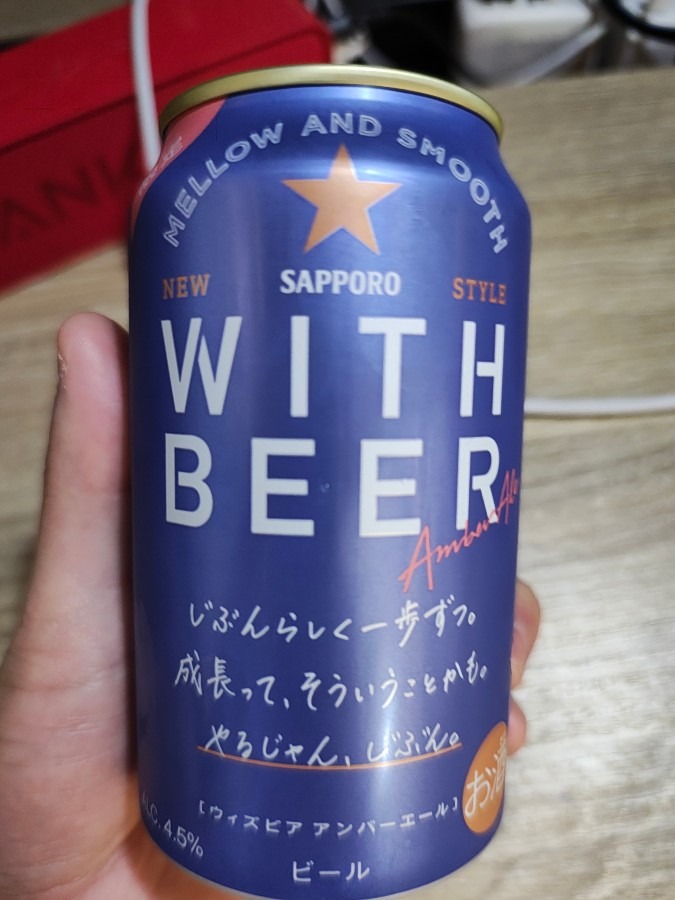 MELLOW AND SMOOTH
NEW SAPPORO STYLE
WITH
BEER
Amber Ale
じぶんらしく一歩ずつ。
成長って、そういうことかも。
やるじゃん、じぶん。
お酒
[ウィズビア アンバーエール]
ALC.4.5%
ビール
ANK